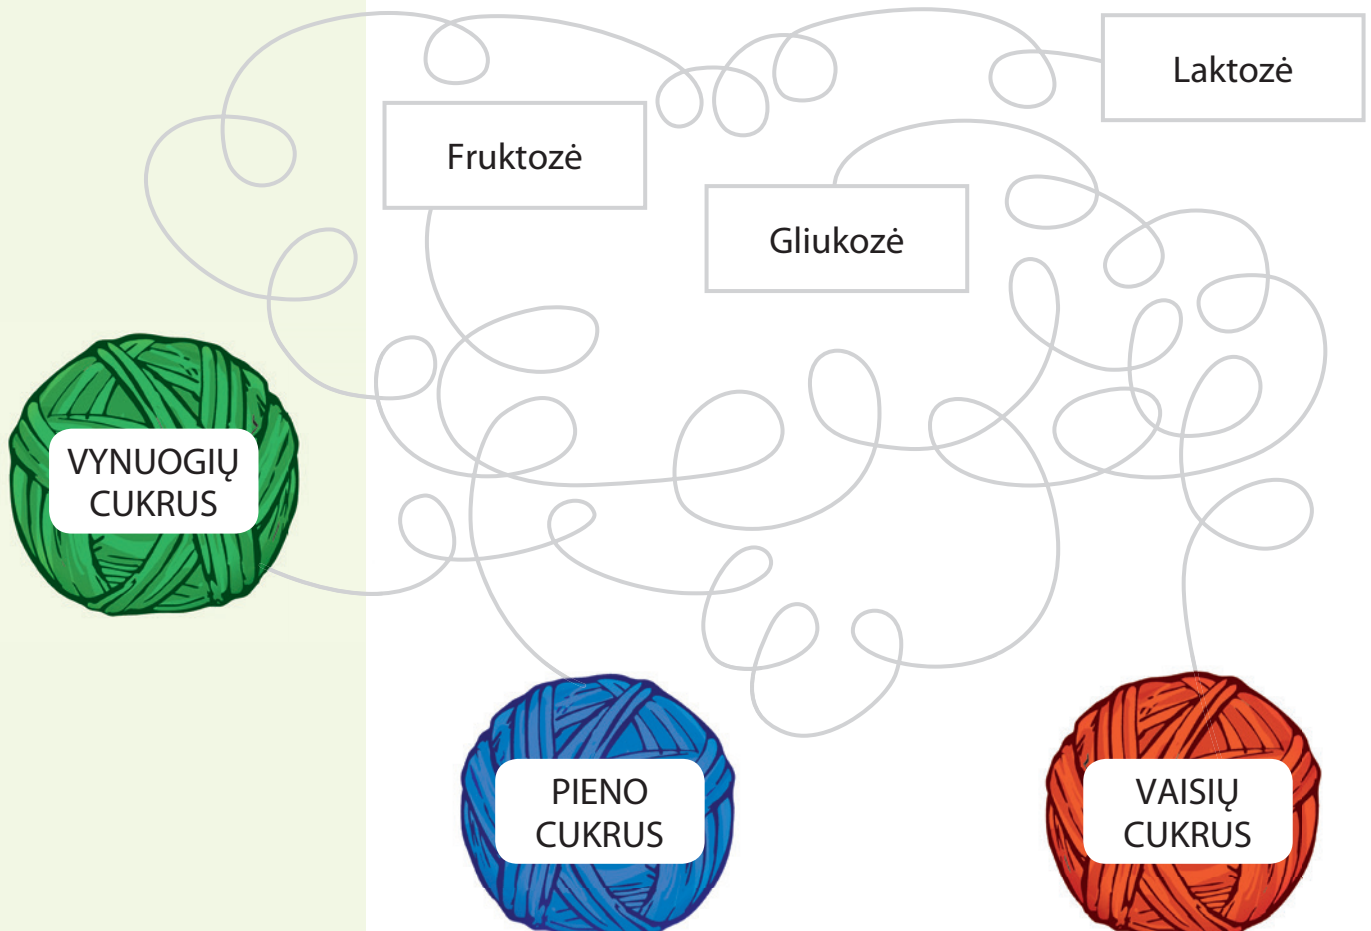 Laktozė
Fruktozė
Gliukozė
VYNUOGIŲ
CUKRUS
PIENO
CUKRUS
VAISIŲ
CUKRUS